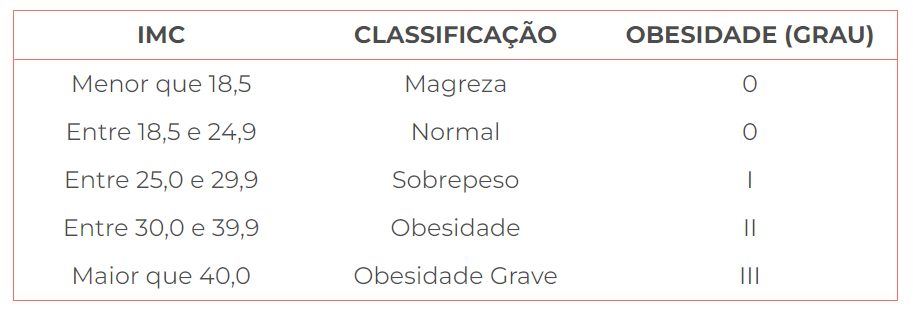 IMC CLASSIFICAÇÃO OBESIDADE (GRAU)
Menor que 18,5 Magreza 0
Entre 18,5 e 24,9 Normal 0
Entre 25,0 e 29,9 Sobrepeso I
Entre 30,0 e 39,9 Obesidade II
Maior que 40,0 Obesidade Grave III